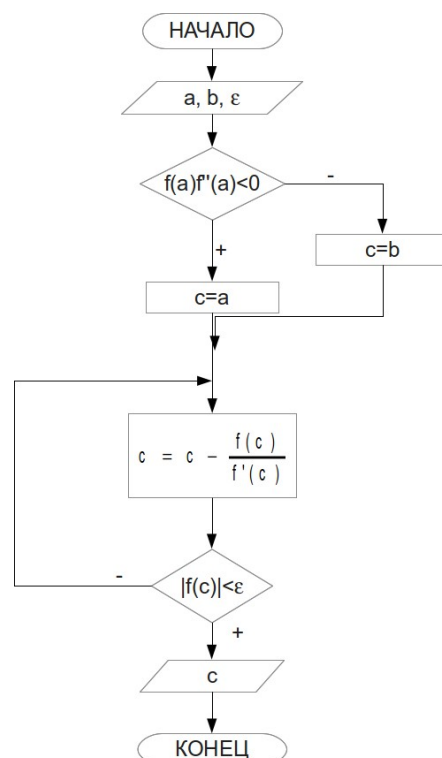 НАЧАЛО
a, b, ε
f(a)f''(a)<0
-
+
c=b
c=a
c = c - f(c)/f'(c)
-
|f(c)|<ε
+
c
КОНЕЦ